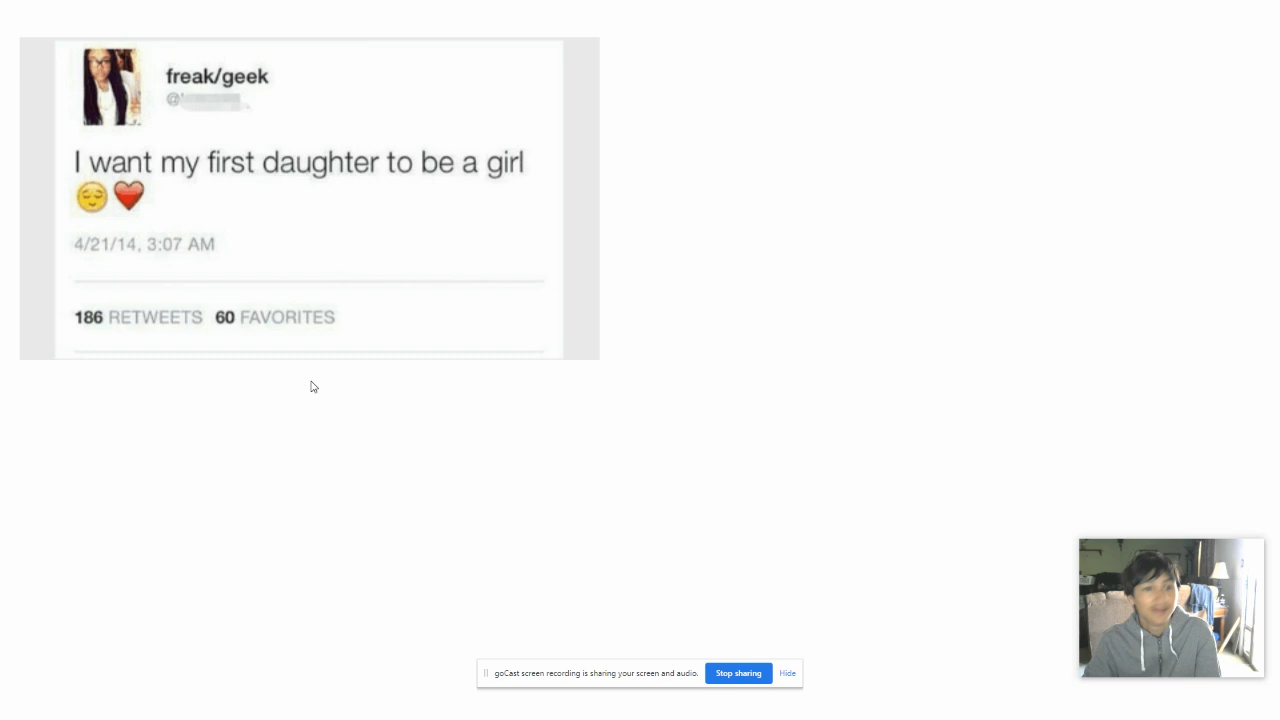 freak/geek
@
I want my first daughter to be a girl
😌❤️
4/21/14, 3:07 AM
186 RETWEETS 60 FAVORITES
goCast screen recording is sharing your screen and audio. Stop sharing Hide